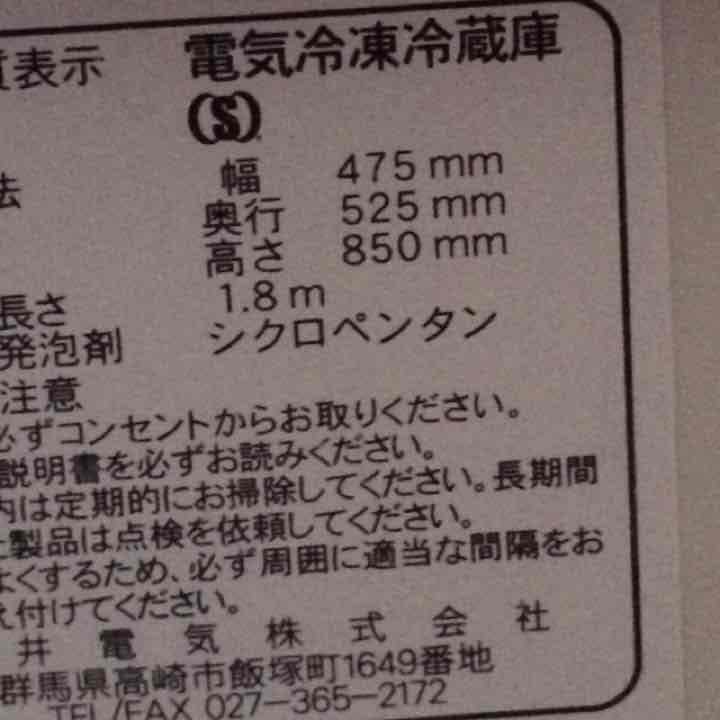 質表示 電気冷凍冷蔵庫
(S)
法 幅 475 mm
奥行 525 mm
高さ 850 mm
長さ 1.8 m
発泡剤 シクロペンタン
注意
必ずコンセントからお取りください。
説明書を必ずお読みください。
内は定期的にお掃除してください。長期間
製品は点検を依頼してください。
よくするため、必ず周囲に適当な間隔をお
え付けてください。
井電気株式会社
群馬県高崎市飯塚町1649番地
TEL/FAX 027-365-2172